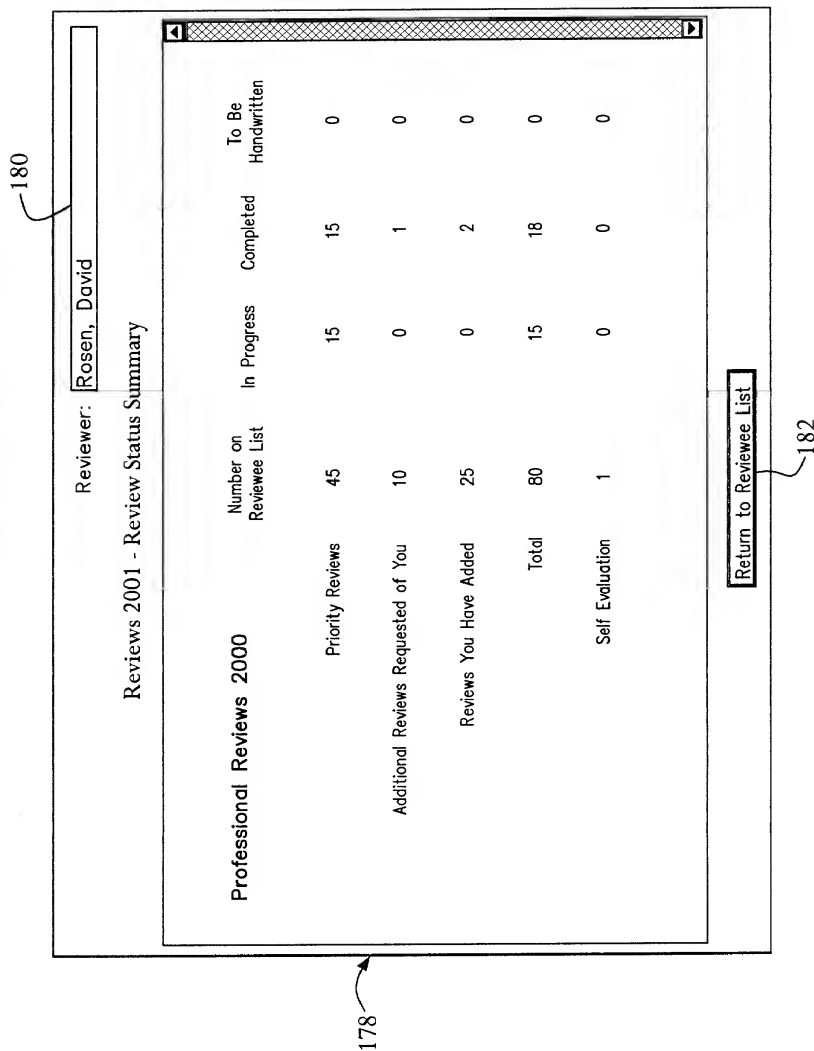 180
Reviewer: Rosen, David
Reviews 2001 - Review Status Summary
Professional Reviews 2000 Number on Reviewee List In Progress Completed To Be Handwritten
Priority Reviews 45 15 15 0
Additional Reviews Requested of You 10 0 1 0
Reviews You Have Added 25 0 2 0
Total 80 15 18 0
Self Evaluation 1 0 0 0
Return to Reviewee List
182
178